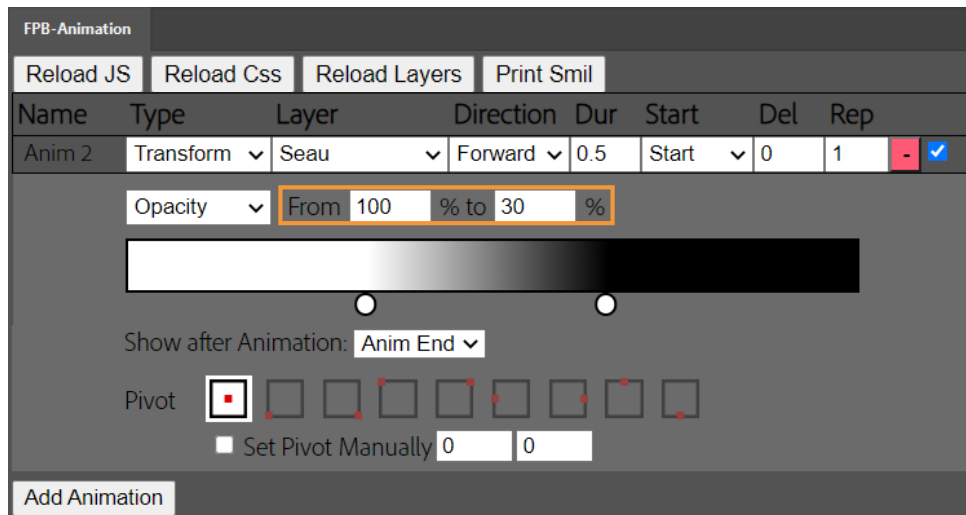 FPB-Animation
Reload JS Reload Css Reload Layers Print Smil
Name Type Layer Direction Dur Start Del Rep
Anim 2 Transform Seau Forward 0.5 Start 0 1 -
Opacity From 100 % to 30 %
Show after Animation: Anim End
Pivot
Set Pivot Manually 0 0
Add Animation